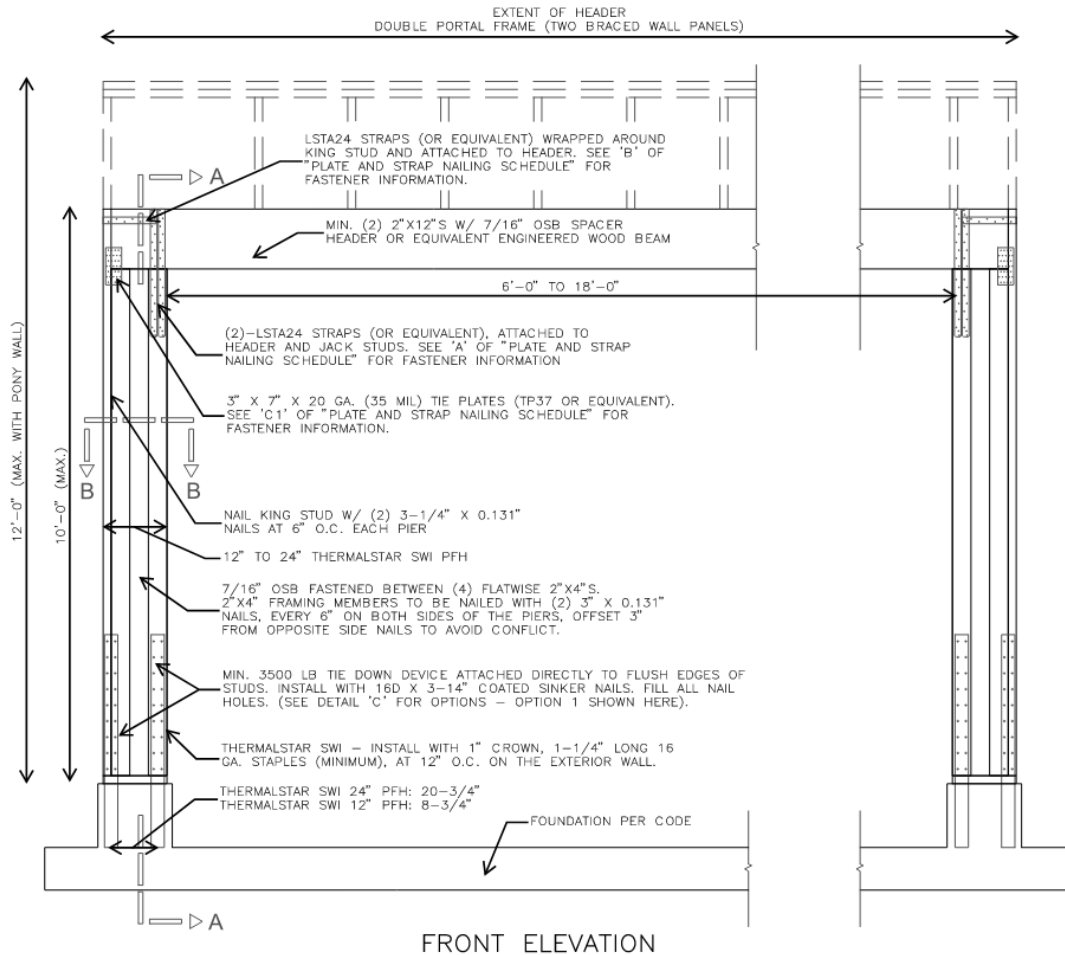 EXTENT OF HEADER
DOUBLE PORTAL FRAME (TWO BRACED WALL PANELS)
LSTA24 STRAPS (OR EQUIVALENT) WRAPPED AROUND
KING STUD AND ATTACHED TO HEADER. SEE 'B' OF
"PLATE AND STRAP NAILING SCHEDULE" FOR
FASTENER INFORMATION.
A
MIN. (2) 2"X12"S W/ 7/16" OSB SPACER
HEADER OR EQUIVALENT ENGINEERED WOOD BEAM
6'-0" TO 18'-0"
(2)-LSTA24 STRAPS (OR EQUIVALENT), ATTACHED TO
HEADER AND JACK STUDS. SEE 'A' OF "PLATE AND STRAP
NAILING SCHEDULE" FOR FASTENER INFORMATION
3" X 7" X 20 GA. (35 MIL) TIE PLATES (TP37 OR EQUIVALENT).
SEE 'C1' OF "PLATE AND STRAP NAILING SCHEDULE" FOR
FASTENER INFORMATION.
12'-0" (MAX. WITH PONY WALL)
10'-0" (MAX.)
B
B
NAIL KING STUD W/ (2) 3-1/4" X 0.131"
NAILS AT 6" O.C. EACH PIER
12" TO 24" THERMALSTAR SWI PFH
7/16" OSB FASTENED BETWEEN (4) FLATWISE 2"X4"S.
2"X4" FRAMING MEMBERS TO BE NAILED WITH (2) 3" X 0.131"
NAILS, EVERY 6" ON BOTH SIDES OF THE PIERS, OFFSET 3"
FROM OPPOSITE SIDE NAILS TO AVOID CONFLICT.
MIN. 3500 LB TIE DOWN DEVICE ATTACHED DIRECTLY TO FLUSH EDGES OF
STUDS. INSTALL WITH 16D X 3-14" COATED SINKER NAILS. FILL ALL NAIL
HOLES. (SEE DETAIL 'C' FOR OPTIONS – OPTION 1 SHOWN HERE).
THERMALSTAR SWI – INSTALL WITH 1" CROWN, 1-1/4" LONG 16
GA. STAPLES (MINIMUM), AT 12" O.C. ON THE EXTERIOR WALL.
THERMALSTAR SWI 24" PFH: 20-3/4"
THERMALSTAR SWI 12" PFH: 8-3/4"
FOUNDATION PER CODE
A
FRONT ELEVATION